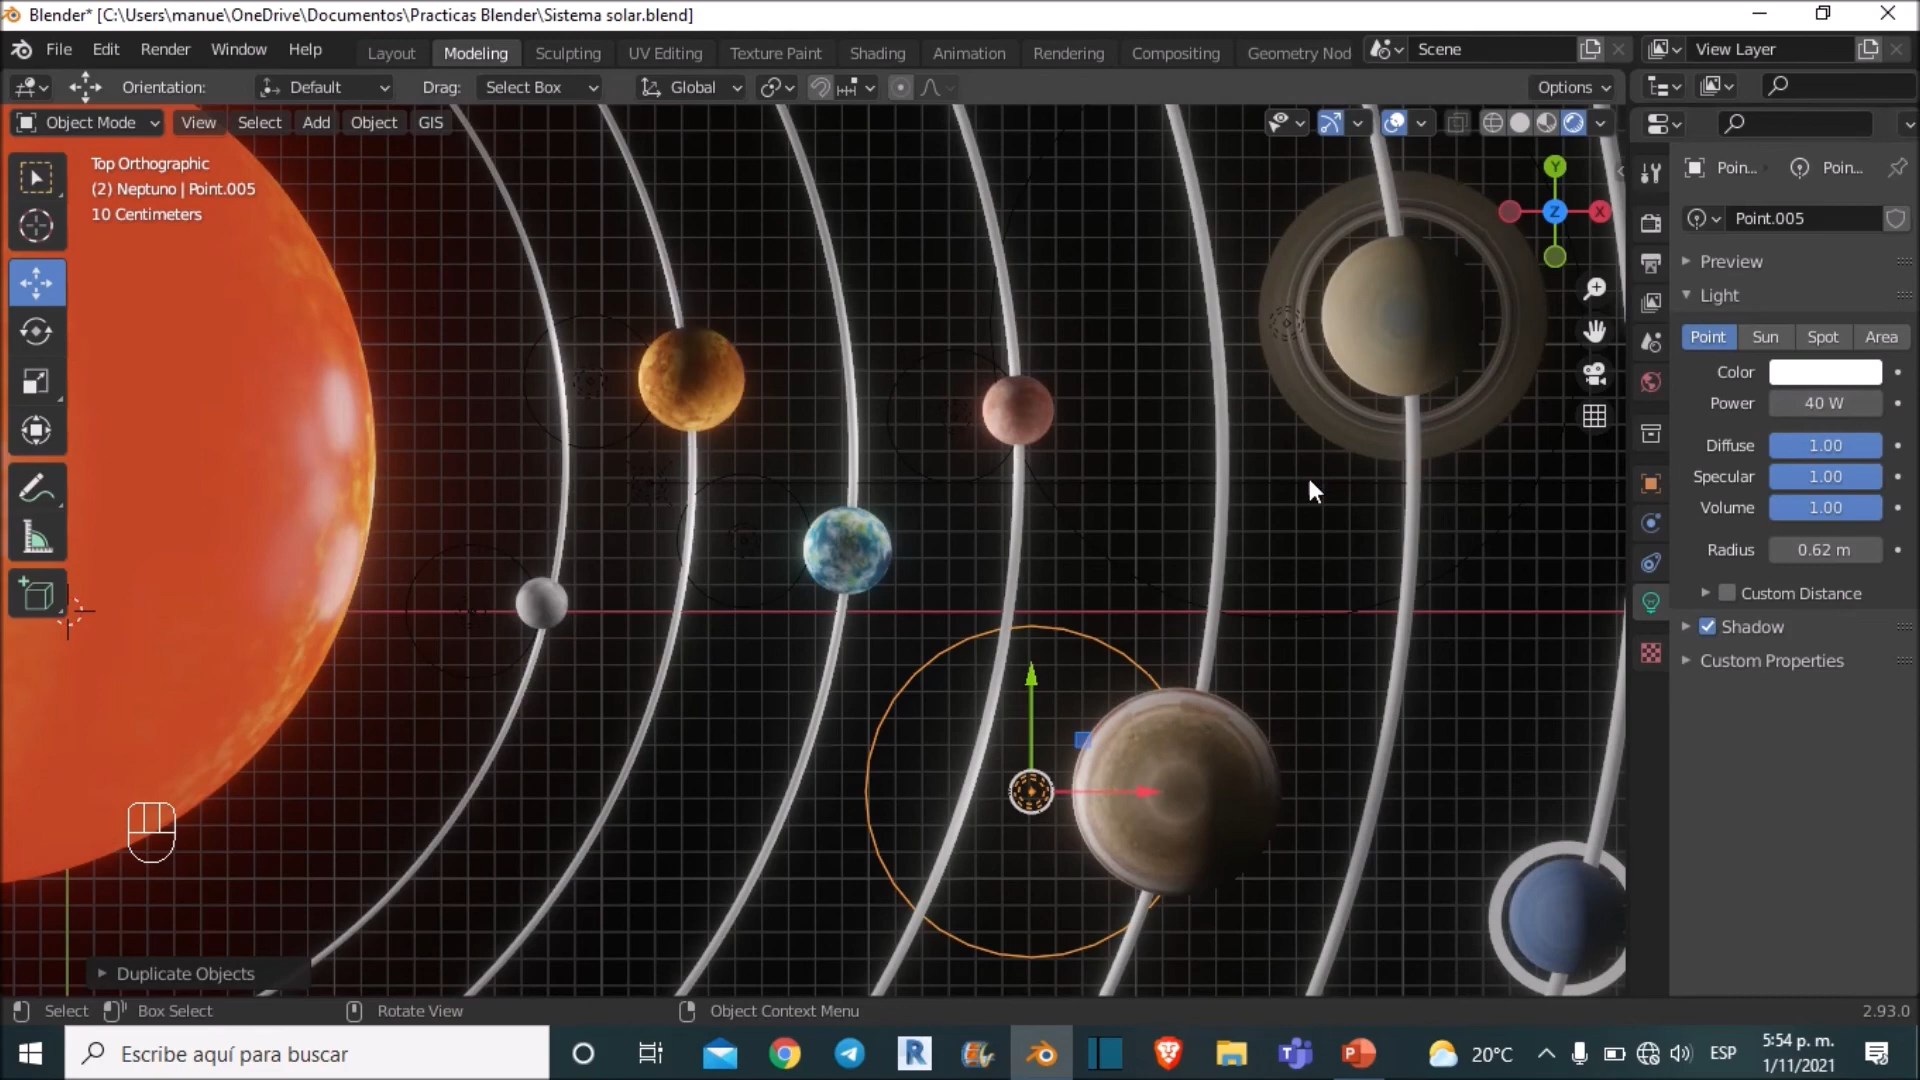 Blender* [C:\Users\manue\OneDrive\Documentos\Practicas Blender\Sistema solar.blend]
File Edit Render Window Help
Layout Modeling Sculpting UV Editing Texture Paint Shading Animation Rendering Compositing Geometry Nod
Scene
View Layer
Orientation: Default Drag: Select Box Global Options
Object Mode View Select Add Object GIS
Top Orthographic
(2) Neptuno | Point.005
10 Centimeters
Y
X
Z
Poin... Poin...
Point.005
Preview
Light
Point Sun Spot Area
Color
Power 40 W
Diffuse 1.00
Specular 1.00
Volume 1.00
Radius 0.62 m
Custom Distance
Shadow
Custom Properties
Duplicate Objects
Select Box Select Rotate View Object Context Menu 2.93.0
Escribe aquí para buscar
R
P
20°C
ESP
5:54 p. m.
1/11/2021